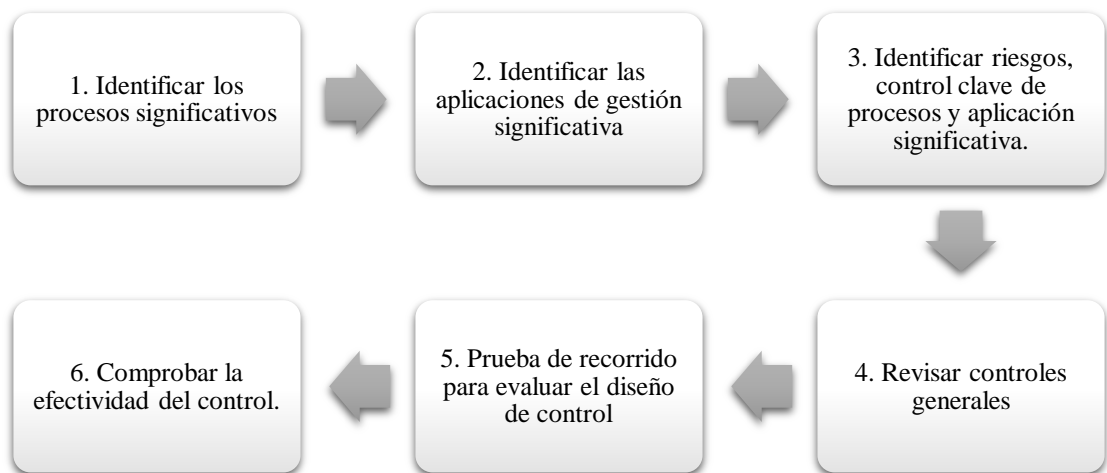 1. Identificar los
procesos significativos
2. Identificar las
aplicaciones de gestión
significativa
3. Identificar riesgos,
control clave de
procesos y aplicación
significativa.
4. Revisar controles
generales
5. Prueba de recorrido
para evaluar el diseño
de control
6. Comprobar la
efectividad del control.